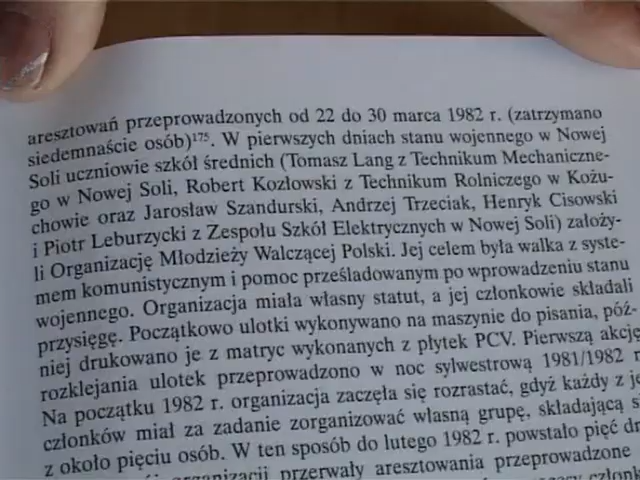 aresztowań przeprowadzonych od 22 do 30 marca 1982 r. (zatrzymano
siedemnaście osób)¹⁷⁵. W pierwszych dniach stanu wojennego w Nowej
Soli uczniowie szkół średnich (Tomasz Lang z Technikum Mechaniczne-
go w Nowej Soli, Robert Kozłowski z Technikum Rolniczego w Kożu-
chowie oraz Jarosław Szandurski, Andrzej Trzeciak, Henryk Cisowski
i Piotr Leburzycki z Zespołu Szkół Elektrycznych w Nowej Soli) założy-
li Organizację Młodzieży Walczącej Polski. Jej celem była walka z syste-
mem komunistycznym i pomoc prześladowanym po wprowadzeniu stanu
wojennego. Organizacja miała własny statut, a jej członkowie składali
przysięgę. Początkowo ulotki wykonywano na maszynie do pisania, póź-
niej drukowano je z matryc wykonanych z płytek PCV. Pierwszą akcję
rozklejania ulotek przeprowadzono w noc sylwestrową 1981/1982 r
Na początku 1982 r. organizacja zaczęła się rozrastać, gdyż każdy z je
członków miał za zadanie zorganizować własną grupę, składającą s
z około pięciu osób. W ten sposób do lutego 1982 r. powstało pięć dr
organizacji przerwały aresztowania przeprowadzone